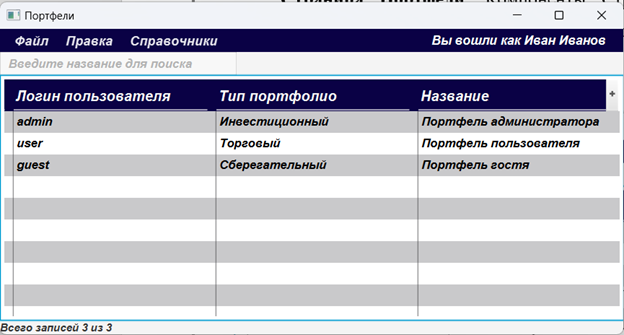 Портфели
Файл Правка Справочники Вы вошли как Иван Иванов
Введите название для поиска
Логин пользователя Тип портфолио Название +
admin Инвестиционный Портфель администратора
user Торговый Портфель пользователя
guest Сберегательный Портфель гостя
Всего записей 3 из 3